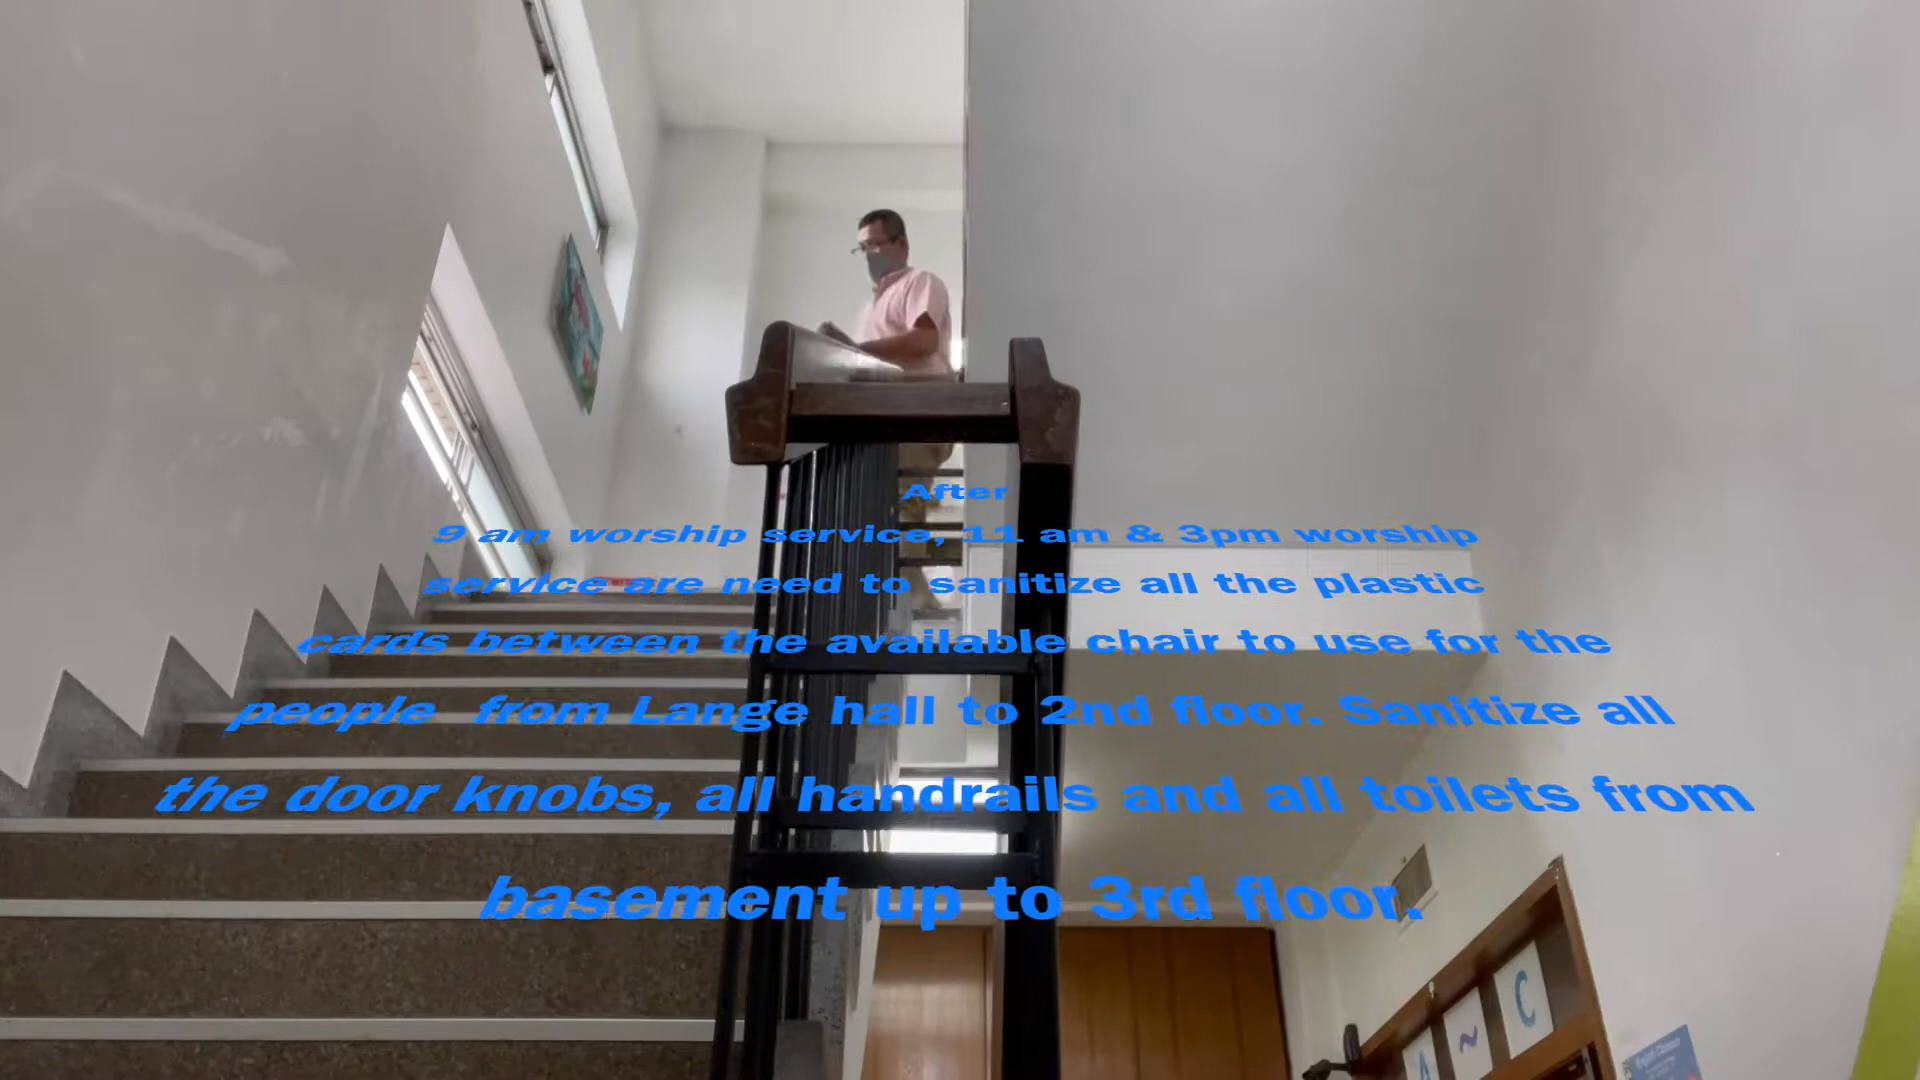 After
9 am worship service, 11 am & 3pm worship
service are need to sanitize all the plastic
cards between the available chair to use for the
people from Lange hall to 2nd floor. Sanitize all
the door knobs, all handrails and all toilets from
basement up to 3rd floor.
A ~ C